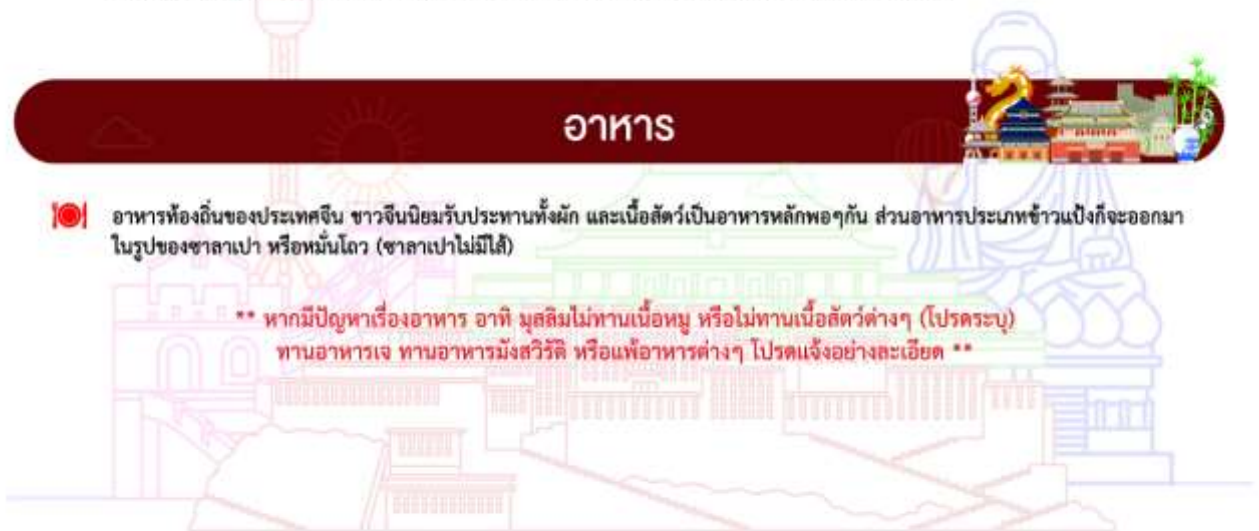 อาหาร
อาหารท้องถิ่นของประเทศจีน ชาวจีนนิยมรับประทานทั้งผัก และเนื้อสัตว์เป็นอาหารหลักพอๆกัน ส่วนอาหารประเภทข้าวแป้งก็จะออกมา
ในรูปของซาลาเปา หรือหมั่นโถว (ซาลาเปาไม่มีไส้)
** หากมีปัญหาเรื่องอาหาร อาทิ มุสลิมไม่ทานเนื้อหมู หรือไม่ทานเนื้อสัตว์ต่างๆ (โปรดระบุ)
ทานอาหารเจ ทานอาหารมังสวิรัติ หรือแพ้อาหารต่างๆ โปรดแจ้งอย่างละเอียด **